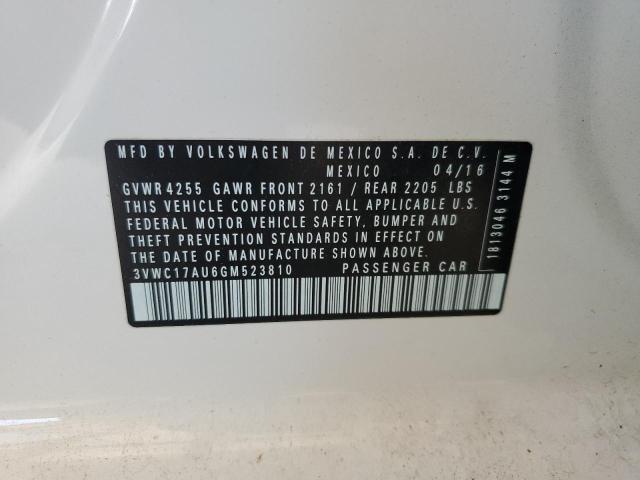 MFD BY VOLKSWAGEN DE MEXICO S.A. DE C.V.
MEXICO 04/16
GVWR 4255 GAWR FRONT 2161 / REAR 2205 LBS
THIS VEHICLE CONFORMS TO ALL APPLICABLE U.S.
FEDERAL MOTOR VEHICLE SAFETY, BUMPER AND
THEFT PREVENTION STANDARDS IN EFFECT ON
THE DATE OF MANUFACTURE SHOWN ABOVE.
3VWC17AU6GM523810 PASSENGER CAR
1813046 3144 M